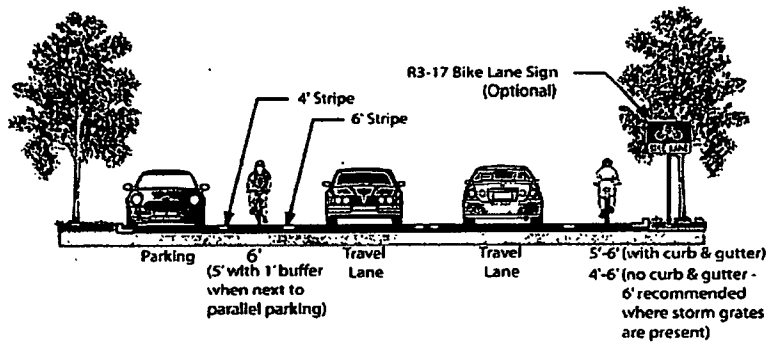 R3-17 Bike Lane Sign
(Optional)
4' Stripe
6' Stripe
BIKE LANE
Parking
6'
(5' with 1' buffer
when next to
parallel parking)
Travel
Lane
Travel
Lane
5'-6' (with curb & gutter)
4'-6' (no curb & gutter -
6' recommended
where storm grates
are present)